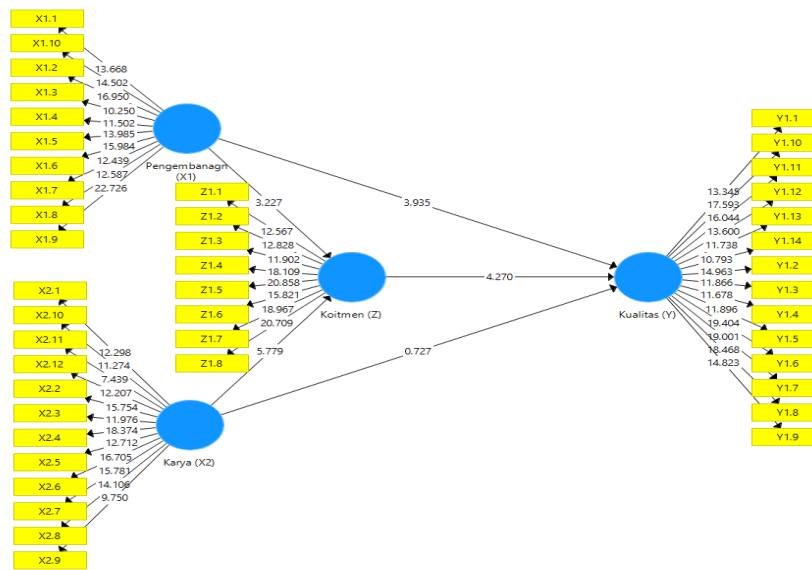 X1.1
X1.10
X1.2
X1.3
X1.4
X1.5
X1.6
X1.7
X1.8
X1.9
13.668
14.502
16.950
10.250
11.502
13.985
15.984
12.439
12.587
22.726
Pengembanagn
(X1)
3.227
3.935
Z1.1
Z1.2
Z1.3
Z1.4
Z1.5
Z1.6
Z1.7
Z1.8
12.567
12.828
11.902
18.109
20.858
15.821
18.967
20.709
Koitmen (Z)
4.270
5.779
0.727
X2.1
X2.10
X2.11
X2.12
X2.2
X2.3
X2.4
X2.5
X2.6
X2.7
X2.8
X2.9
12.298
11.274
7.439
12.207
15.754
11.976
18.374
12.712
16.705
15.781
14.106
9.750
Karya (X2)
Kualitas (Y)
13.345
17.593
16.044
13.600
11.738
10.793
14.963
11.866
11.678
11.896
19.404
19.001
18.468
14.823
Y1.1
Y1.10
Y1.11
Y1.12
Y1.13
Y1.14
Y1.2
Y1.3
Y1.4
Y1.5
Y1.6
Y1.7
Y1.8
Y1.9